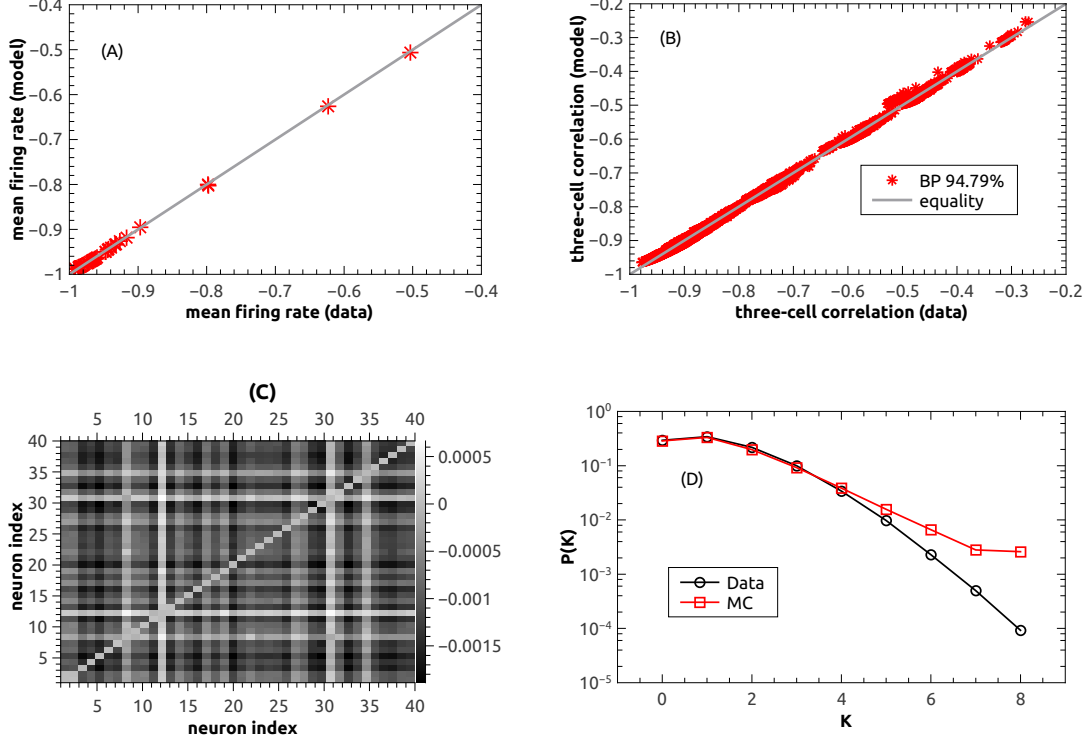 (A)
mean firing rate (model)
−0.5
−0.6
−0.7
−0.8
−0.9
−1
−1 −0.9 −0.8 −0.7 −0.6 −0.5 −0.4
mean firing rate (data)
(B)
three-cell correlation (model)
−0.2
−0.3
−0.4
−0.5
−0.6
−0.7
−0.8
−0.9
−1
BP 94.79%
equality
−1 −0.9 −0.8 −0.7 −0.6 −0.5 −0.4 −0.3 −0.2
three-cell correlation (data)
(C)
5 10 15 20 25 30 35 40
neuron index
40
35
30
25
20
15
10
5
0.0005
0
−0.0005
−0.001
−0.0015
5 10 15 20 25 30 35 40
neuron index
(D)
P(K)
10⁰
10⁻¹
10⁻²
10⁻³
10⁻⁴
10⁻⁵
Data
MC
0 2 4 6 8
K